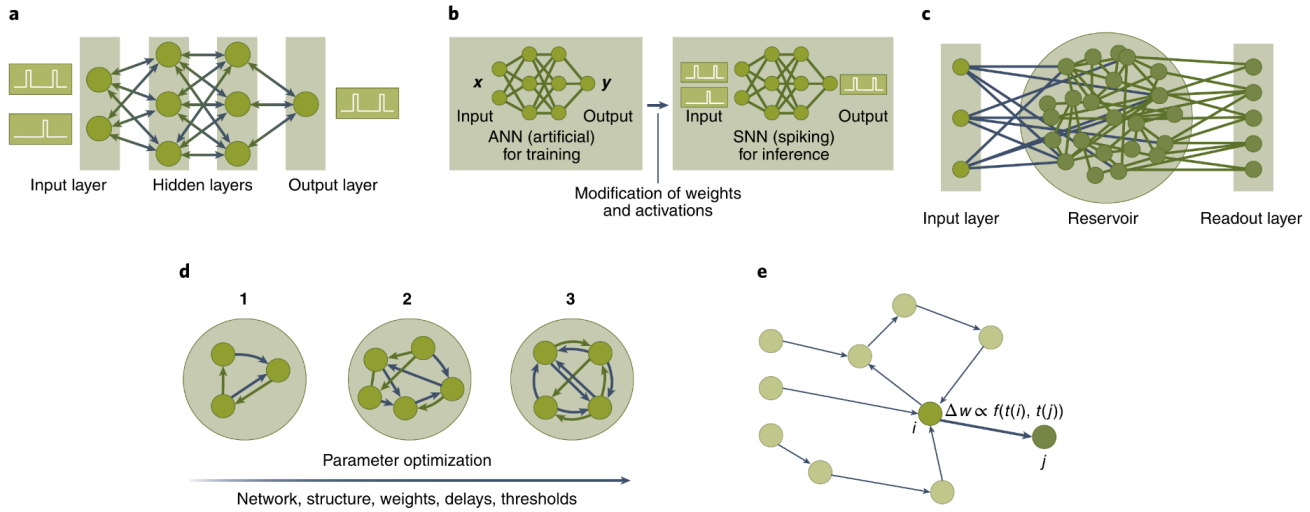 a
Input layer
Hidden layers
Output layer
b
x
y
Input
Output
ANN (artificial)
for training
Input
Output
SNN (spiking)
for inference
Modification of weights
and activations
c
Input layer
Reservoir
Readout layer
d
1
2
3
Parameter optimization
Network, structure, weights, delays, thresholds
e
Δw ∝ f(t(i), t(j))
i
j